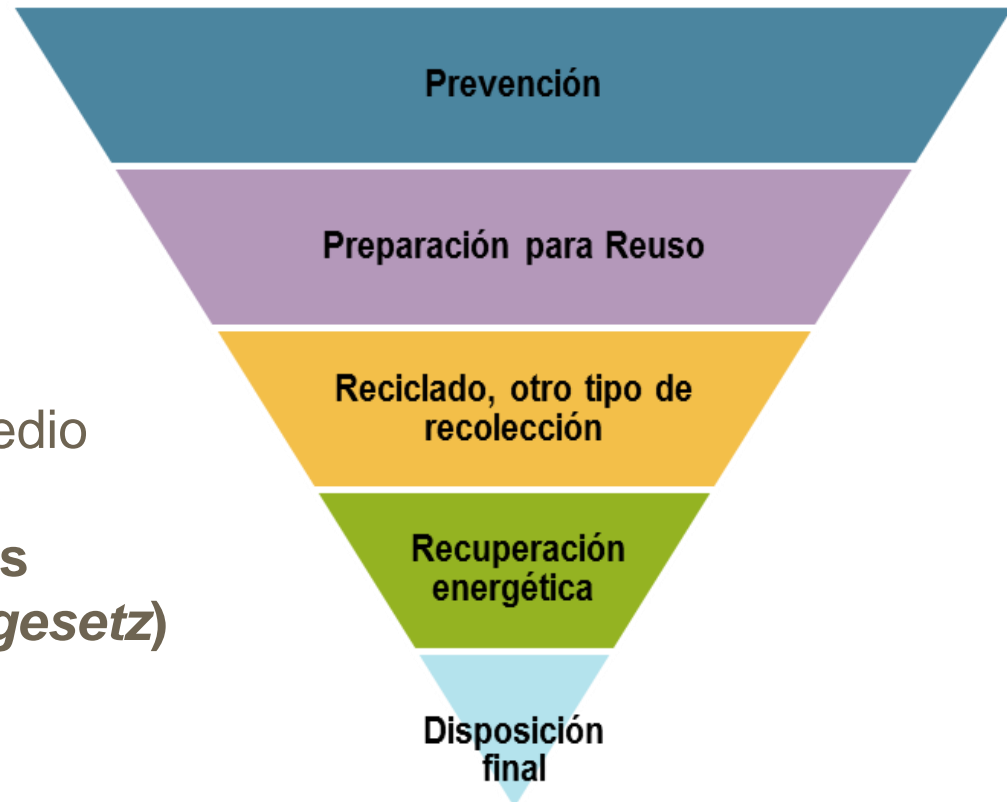 Prevención
Preparación para Reuso
Reciclado, otro tipo de
recolección
edio
Recuperación
energética
s
gesetz)
Disposición
final